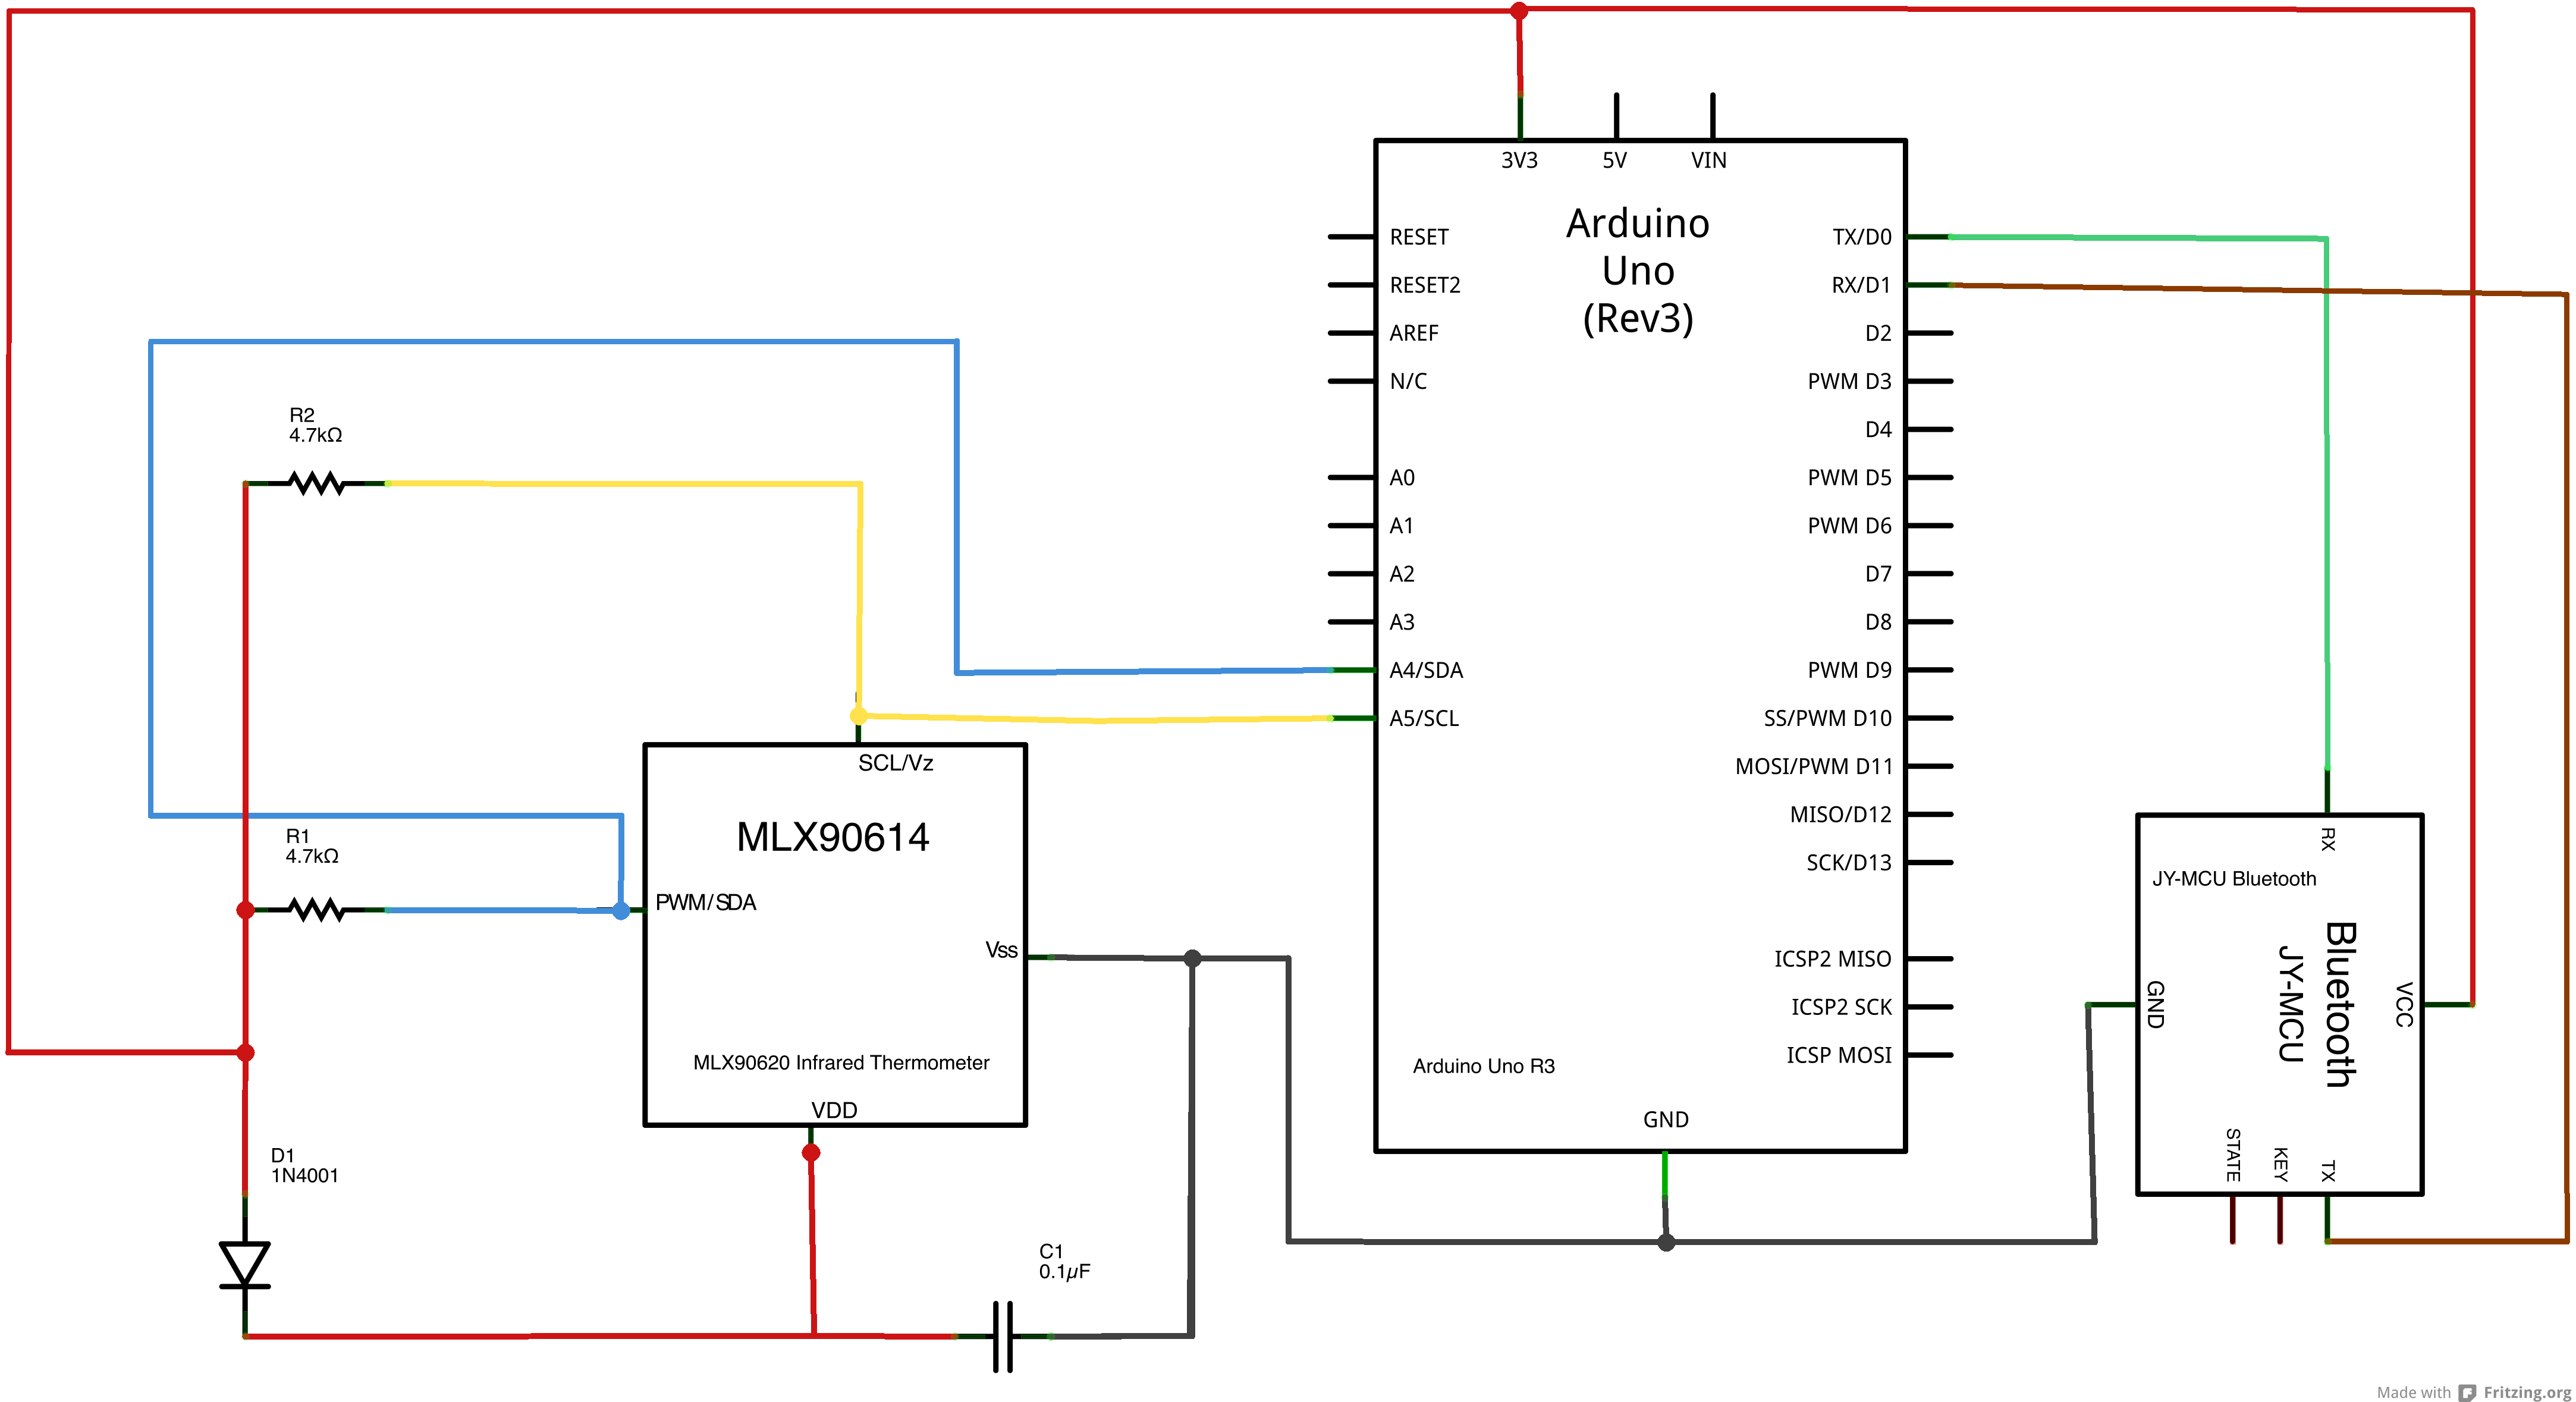 3V3
5V
VIN
Arduino
Uno
(Rev3)
RESET
RESET2
AREF
N/C
A0
A1
A2
A3
A4/SDA
A5/SCL
TX/D0
RX/D1
D2
PWM D3
D4
PWM D5
PWM D6
D7
D8
PWM D9
SS/PWM D10
MOSI/PWM D11
MISO/D12
SCK/D13
ICSP2 MISO
ICSP2 SCK
ICSP MOSI
Arduino Uno R3
GND
R2
4.7kΩ
R1
4.7kΩ
SCL/Vz
MLX90614
PWM/SDA
Vss
MLX90620 Infrared Thermometer
VDD
D1
1N4001
C1
0.1µF
RX
JY-MCU Bluetooth
Bluetooth
JY-MCU
GND
VCC
STATE
KEY
TX
Made with Fritzing.org